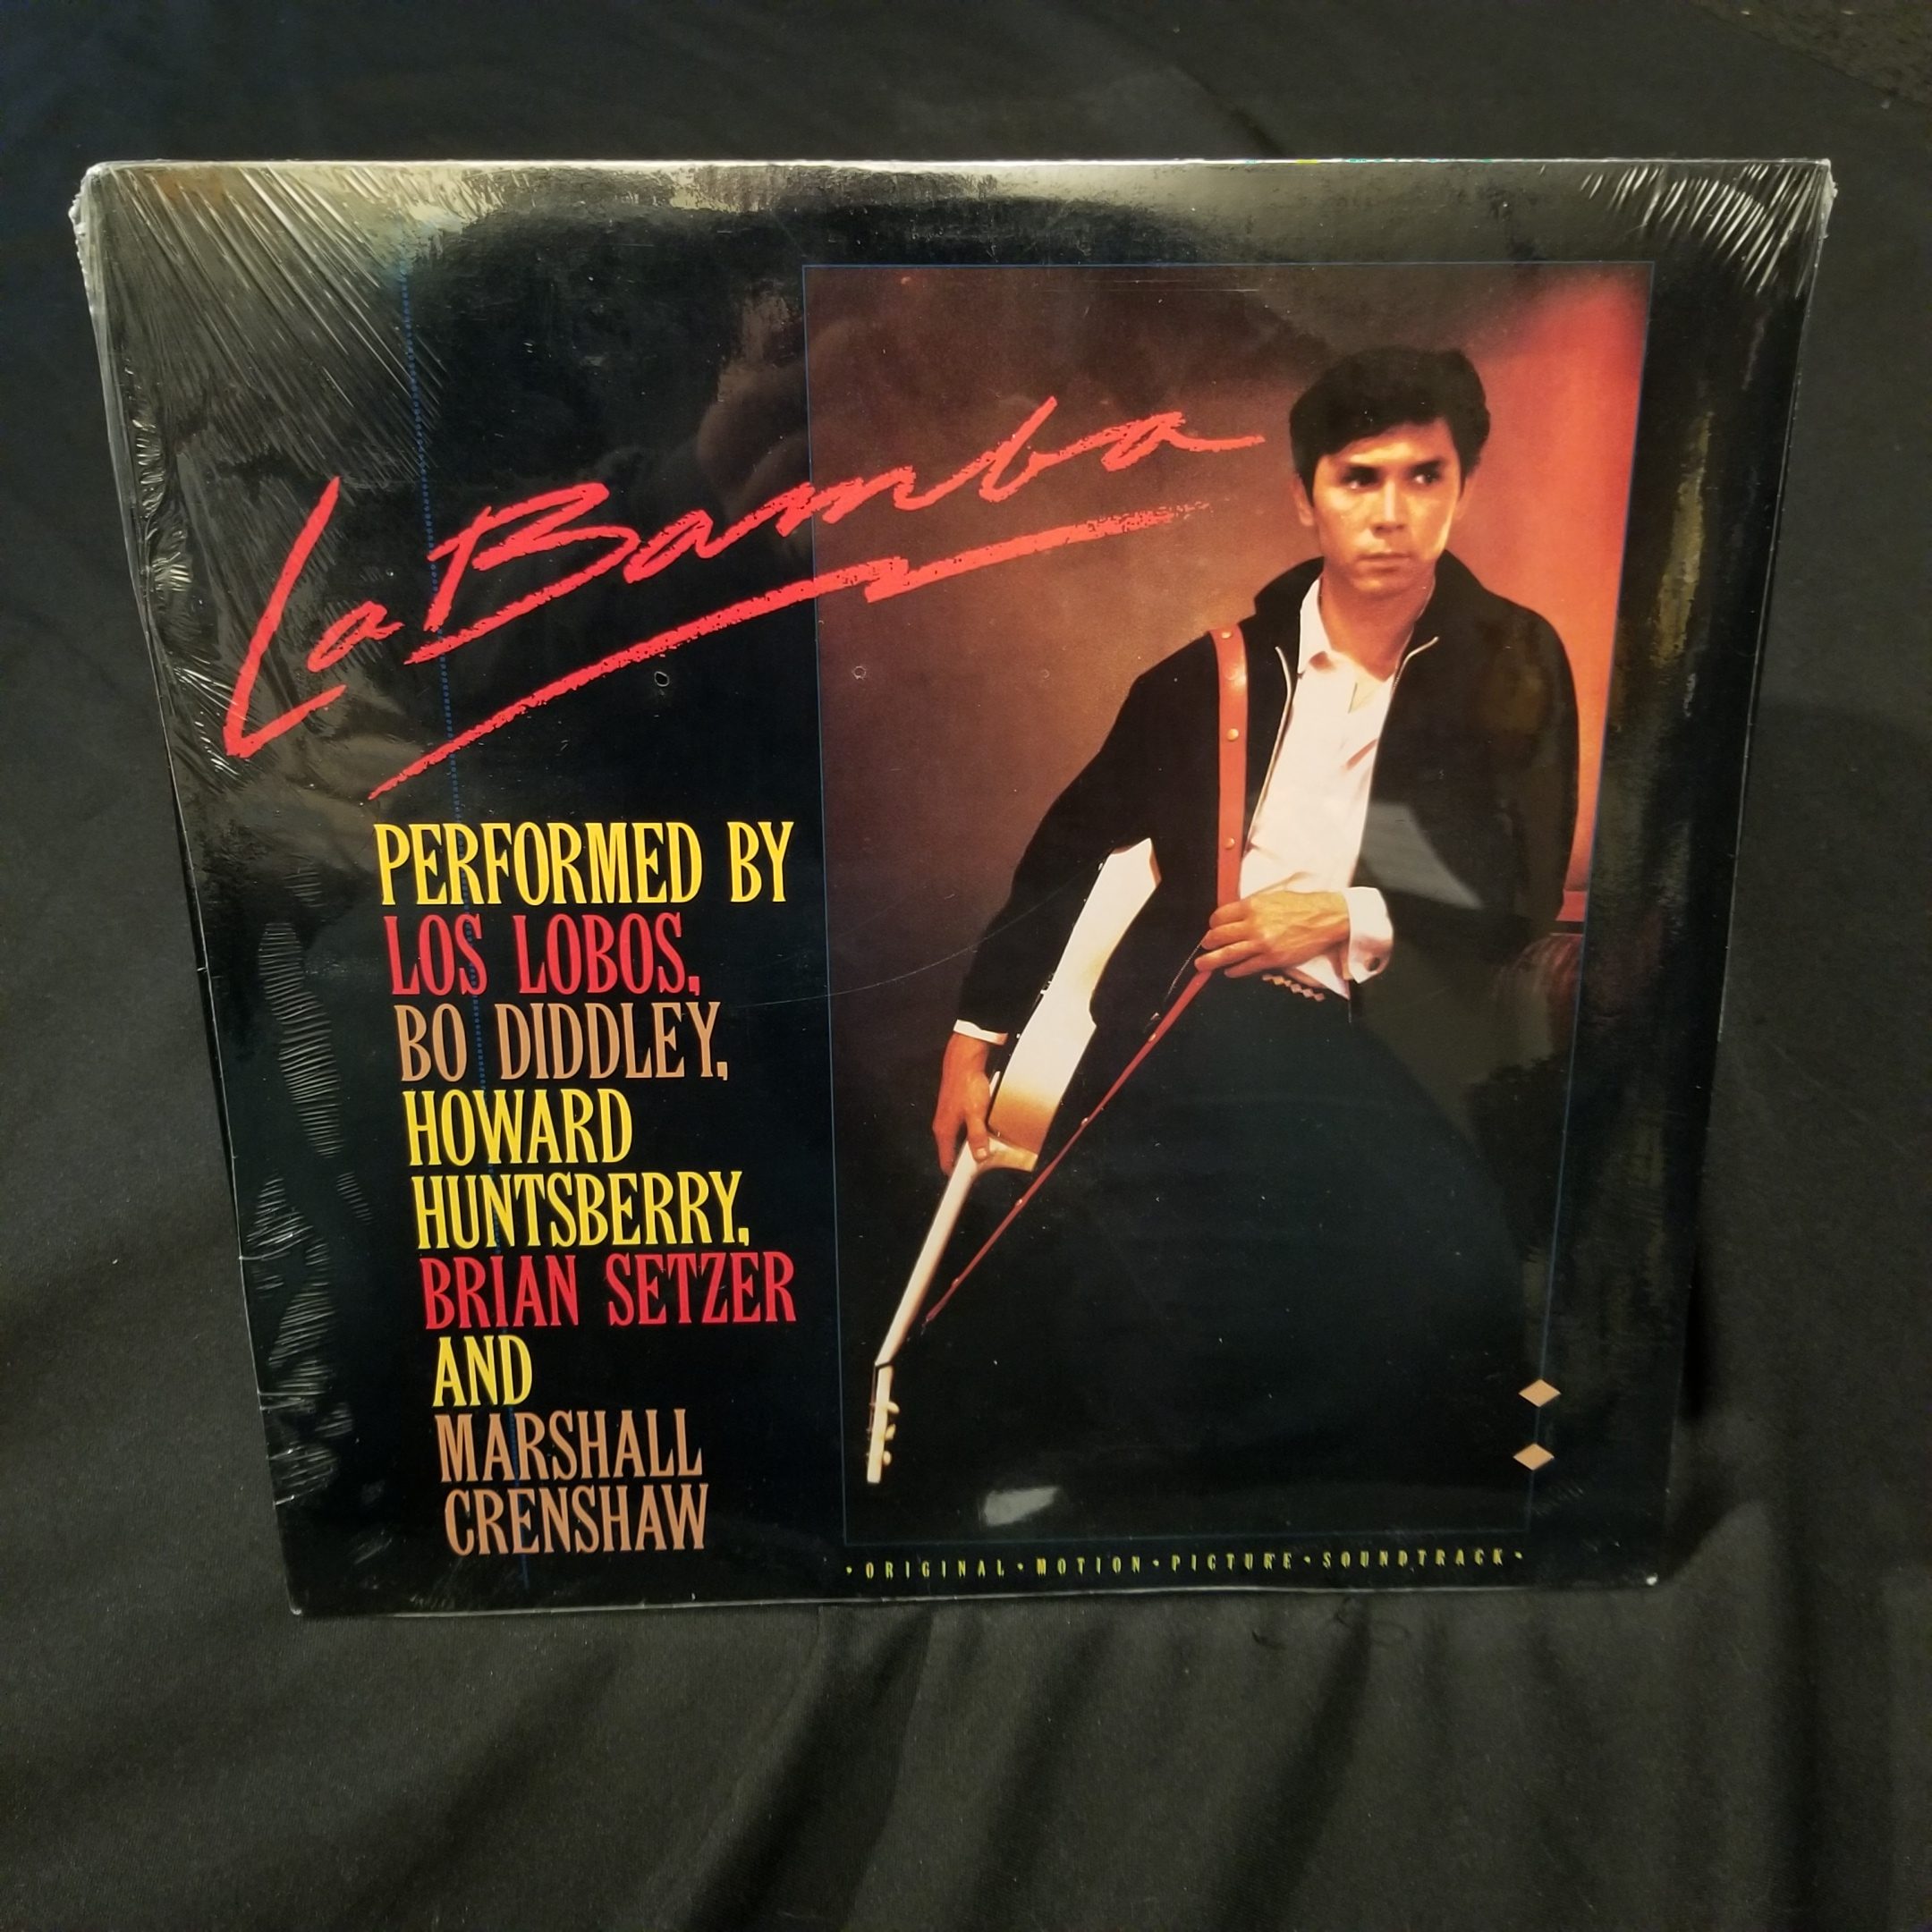 La Bamba
PERFORMED BY
LOS LOBOS,
BO DIDDLEY,
HOWARD
HUNTSBERRY,
BRIAN SETZER
AND
MARSHALL
CRENSHAW
• ORIGINAL • MOTION • PICTURE • SOUNDTRACK •